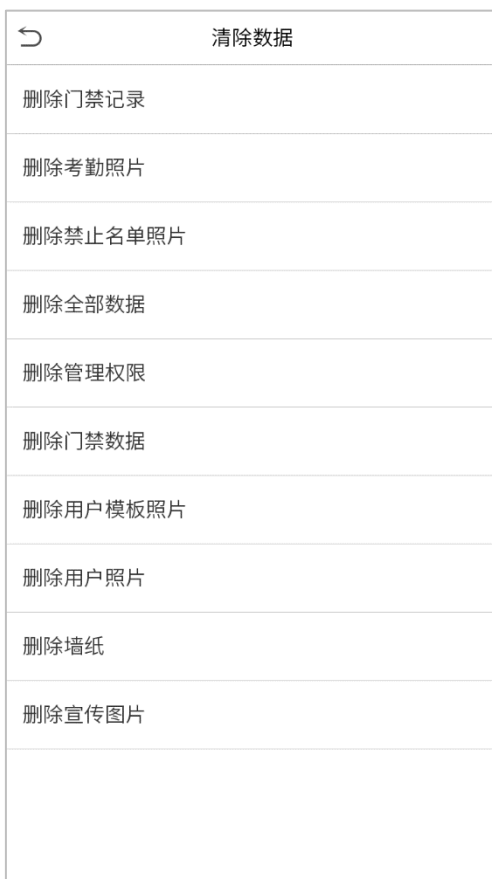 清除数据
删除门禁记录
删除考勤照片
删除禁止名单照片
删除全部数据
删除管理权限
删除门禁数据
删除用户模板照片
删除用户照片
删除墙纸
删除宣传图片